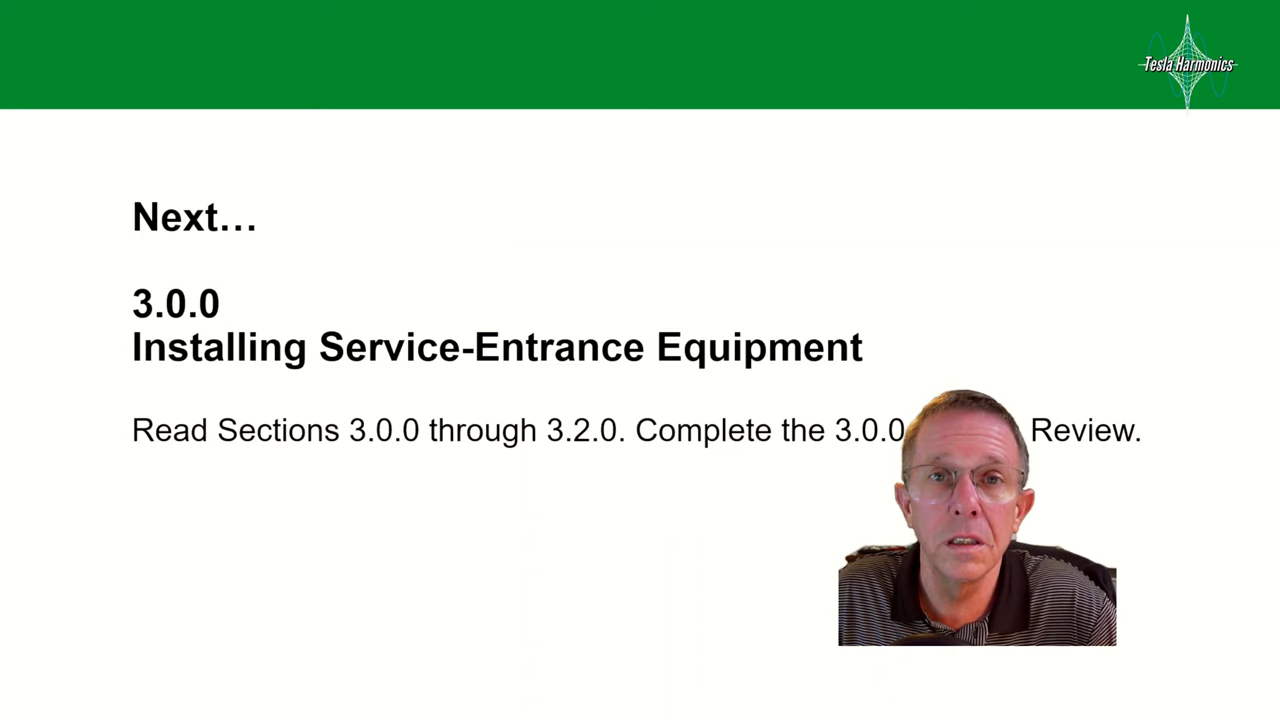 Tesla Harmonics
Next...
3.0.0
Installing Service-Entrance Equipment
Read Sections 3.0.0 through 3.2.0. Complete the 3.0.0 Review.